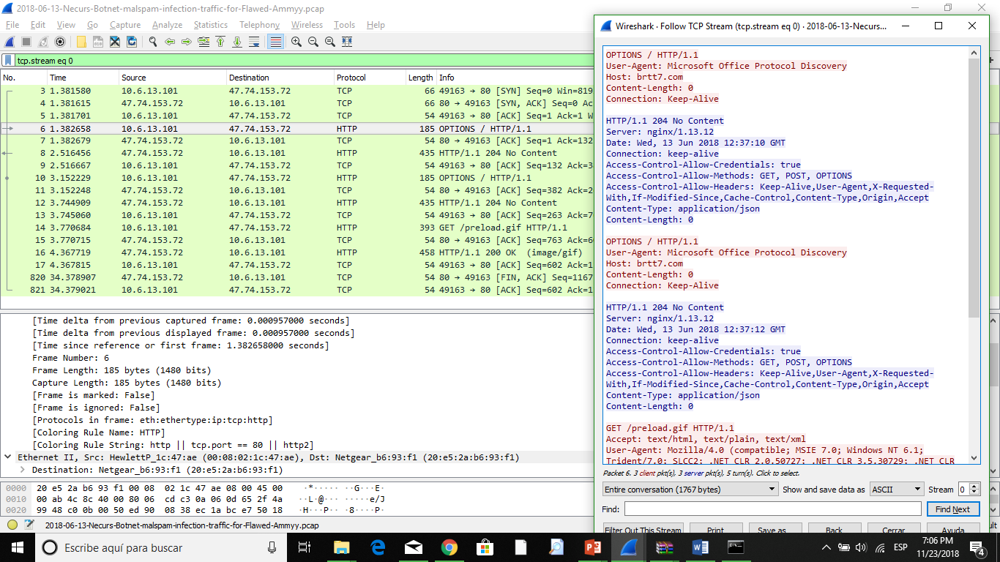 2018-06-13-Necurs-Botnet-malspam-infection-traffic-for-Flawed-Ammyy.pcap
File Edit View Go Capture Analyze Statistics Telephony Wireless Tools Help
tcp.stream eq 0
No. Time Source Destination Protocol Length Info
3 1.381580 10.6.13.101 47.74.153.72 TCP 66 49163 → 80 [SYN] Seq=0 Win=819
4 1.381615 47.74.153.72 10.6.13.101 TCP 66 80 → 49163 [SYN, ACK] Seq=0 Ac
5 1.381701 10.6.13.101 47.74.153.72 TCP 54 49163 → 80 [ACK] Seq=1 Ack=1 W
6 1.382658 10.6.13.101 47.74.153.72 HTTP 185 OPTIONS / HTTP/1.1
7 1.382679 47.74.153.72 10.6.13.101 TCP 54 80 → 49163 [ACK] Seq=1 Ack=132
8 2.516456 47.74.153.72 10.6.13.101 HTTP 435 HTTP/1.1 204 No Content
9 2.516667 10.6.13.101 47.74.153.72 TCP 54 49163 → 80 [ACK] Seq=132 Ack=3
10 3.152229 10.6.13.101 47.74.153.72 HTTP 185 OPTIONS / HTTP/1.1
11 3.152248 47.74.153.72 10.6.13.101 TCP 54 80 → 49163 [ACK] Seq=382 Ack=2
12 3.744909 47.74.153.72 10.6.13.101 HTTP 435 HTTP/1.1 204 No Content
13 3.745060 10.6.13.101 47.74.153.72 TCP 54 49163 → 80 [ACK] Seq=263 Ack=7
14 3.770684 10.6.13.101 47.74.153.72 HTTP 393 GET /preload.gif HTTP/1.1
15 3.770715 47.74.153.72 10.6.13.101 TCP 54 80 → 49163 [ACK] Seq=763 Ack=6
16 4.367719 47.74.153.72 10.6.13.101 HTTP 458 HTTP/1.1 200 OK (image/gif)
17 4.367815 10.6.13.101 47.74.153.72 TCP 54 49163 → 80 [ACK] Seq=602 Ack=1
820 34.378907 47.74.153.72 10.6.13.101 TCP 54 80 → 49163 [FIN, ACK] Seq=1167
821 34.379021 10.6.13.101 47.74.153.72 TCP 54 49163 → 80 [ACK] Seq=602 Ack=1
[Time delta from previous captured frame: 0.000957000 seconds]
[Time delta from previous displayed frame: 0.000957000 seconds]
[Time since reference or first frame: 1.382658000 seconds]
Frame Number: 6
Frame Length: 185 bytes (1480 bits)
Capture Length: 185 bytes (1480 bits)
[Frame is marked: False]
[Frame is ignored: False]
[Protocols in frame: eth:ethertype:ip:tcp:http]
[Coloring Rule Name: HTTP]
[Coloring Rule String: http || tcp.port == 80 || http2]
Ethernet II, Src: HewlettP_1c:47:ae (00:08:02:1c:47:ae), Dst: Netgear_b6:93:f1 (20:e5:2a:b6:93:f1)
Destination: Netgear_b6:93:f1 (20:e5:2a:b6:93:f1)
0000 20 e5 2a b6 93 f1 00 08 02 1c 47 ae 08 00 45 00 ·*····· ··G···E·
0010 00 ab 4c 8c 40 00 80 06 cd c3 0a 06 0d 65 2f 4a ··L·@··· ·····e/J
0020 99 48 c0 0b 00 50 ed 90 08 38 ec 1a bc e7 50 18 ·H···P·· ·8····P·
2018-06-13-Necurs-Botnet-malspam-infection-traffic-for-Flawed-Ammyy.pcap
Wireshark · Follow TCP Stream (tcp.stream eq 0) · 2018-06-13-Necurs...
OPTIONS / HTTP/1.1
User-Agent: Microsoft Office Protocol Discovery
Host: brtt7.com
Content-Length: 0
Connection: Keep-Alive
HTTP/1.1 204 No Content
Server: nginx/1.13.12
Date: Wed, 13 Jun 2018 12:37:10 GMT
Connection: keep-alive
Access-Control-Allow-Credentials: true
Access-Control-Allow-Methods: GET, POST, OPTIONS
Access-Control-Allow-Headers: Keep-Alive,User-Agent,X-Requested-
With,If-Modified-Since,Cache-Control,Content-Type,Origin,Accept
Content-Type: application/json
Content-Length: 0
OPTIONS / HTTP/1.1
User-Agent: Microsoft Office Protocol Discovery
Host: brtt7.com
Content-Length: 0
Connection: Keep-Alive
HTTP/1.1 204 No Content
Server: nginx/1.13.12
Date: Wed, 13 Jun 2018 12:37:12 GMT
Connection: keep-alive
Access-Control-Allow-Credentials: true
Access-Control-Allow-Methods: GET, POST, OPTIONS
Access-Control-Allow-Headers: Keep-Alive,User-Agent,X-Requested-
With,If-Modified-Since,Cache-Control,Content-Type,Origin,Accept
Content-Type: application/json
Content-Length: 0
GET /preload.gif HTTP/1.1
Accept: text/html, text/plain, text/xml
User-Agent: Mozilla/4.0 (compatible; MSIE 7.0; Windows NT 6.1;
Trident/7.0; SLCC2; .NET CLR 2.0.50727; .NET CLR 3.5.30729; .NET CLR
Packet 6. 3 client pkt(s), 3 server pkt(s), 5 turn(s). Click to select.
Entire conversation (1767 bytes) Show and save data as ASCII Stream 0
Find: Find Next
Filter Out This Stream Print Save as... Back Cerrar Ayuda
Escribe aquí para buscar
ESP
7:06 PM
11/23/2018
4